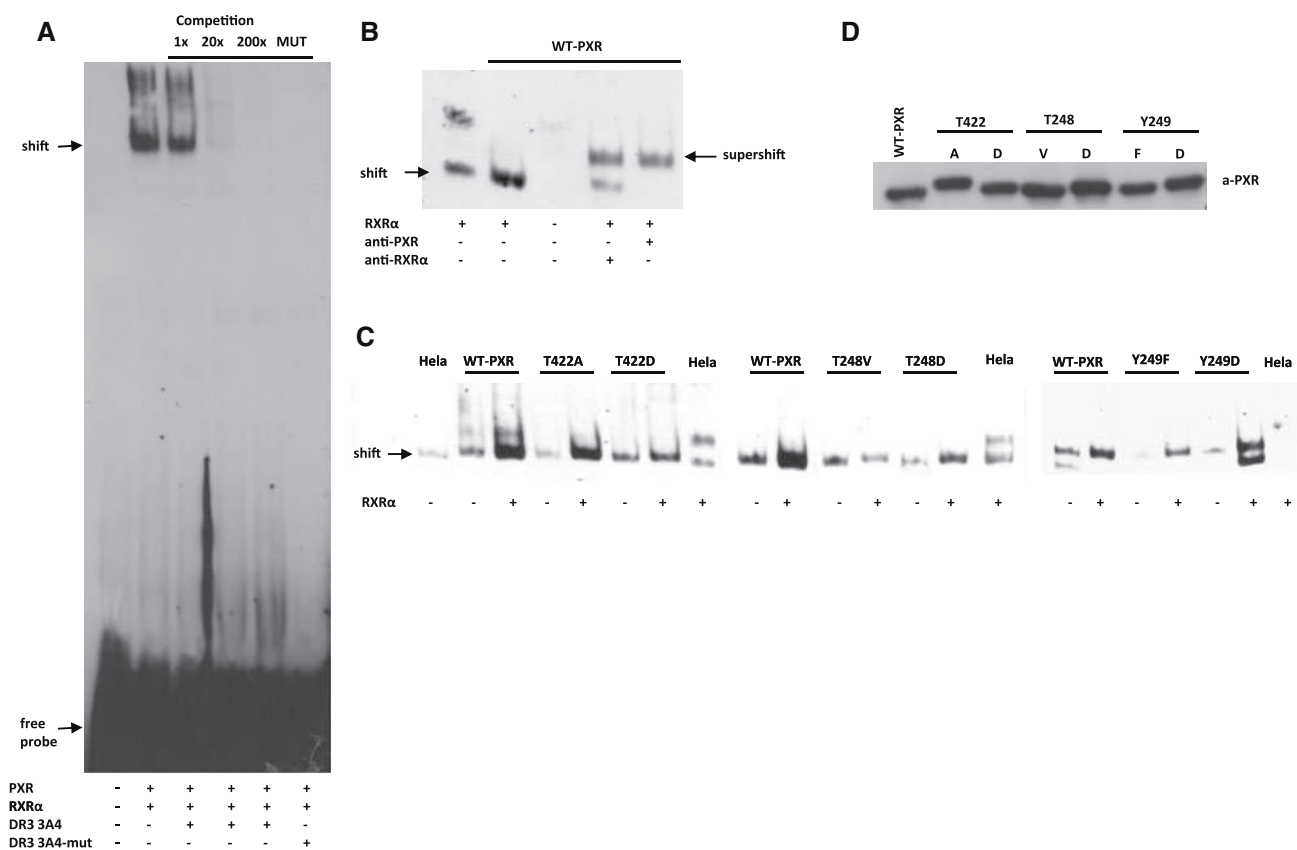 A
Competition
1x 20x 200x MUT
shift
free
probe
PXR - + + + + +
RXRα - + + + + +
DR3 3A4 - - + + + -
DR3 3A4-mut - - - - - +
B
WT-PXR
shift
supershift
RXRα + + - + +
anti-PXR - - - - +
anti-RXRα - - - + -
D
WT-PXR
T422 T248 Y249
A D V D F D
a-PXR
C
Hela WT-PXR T422A T422D Hela WT-PXR T248V T248D Hela WT-PXR Y249F Y249D Hela
shift
RXRα - - + - + - + + - + - + - + + - + - + - + +